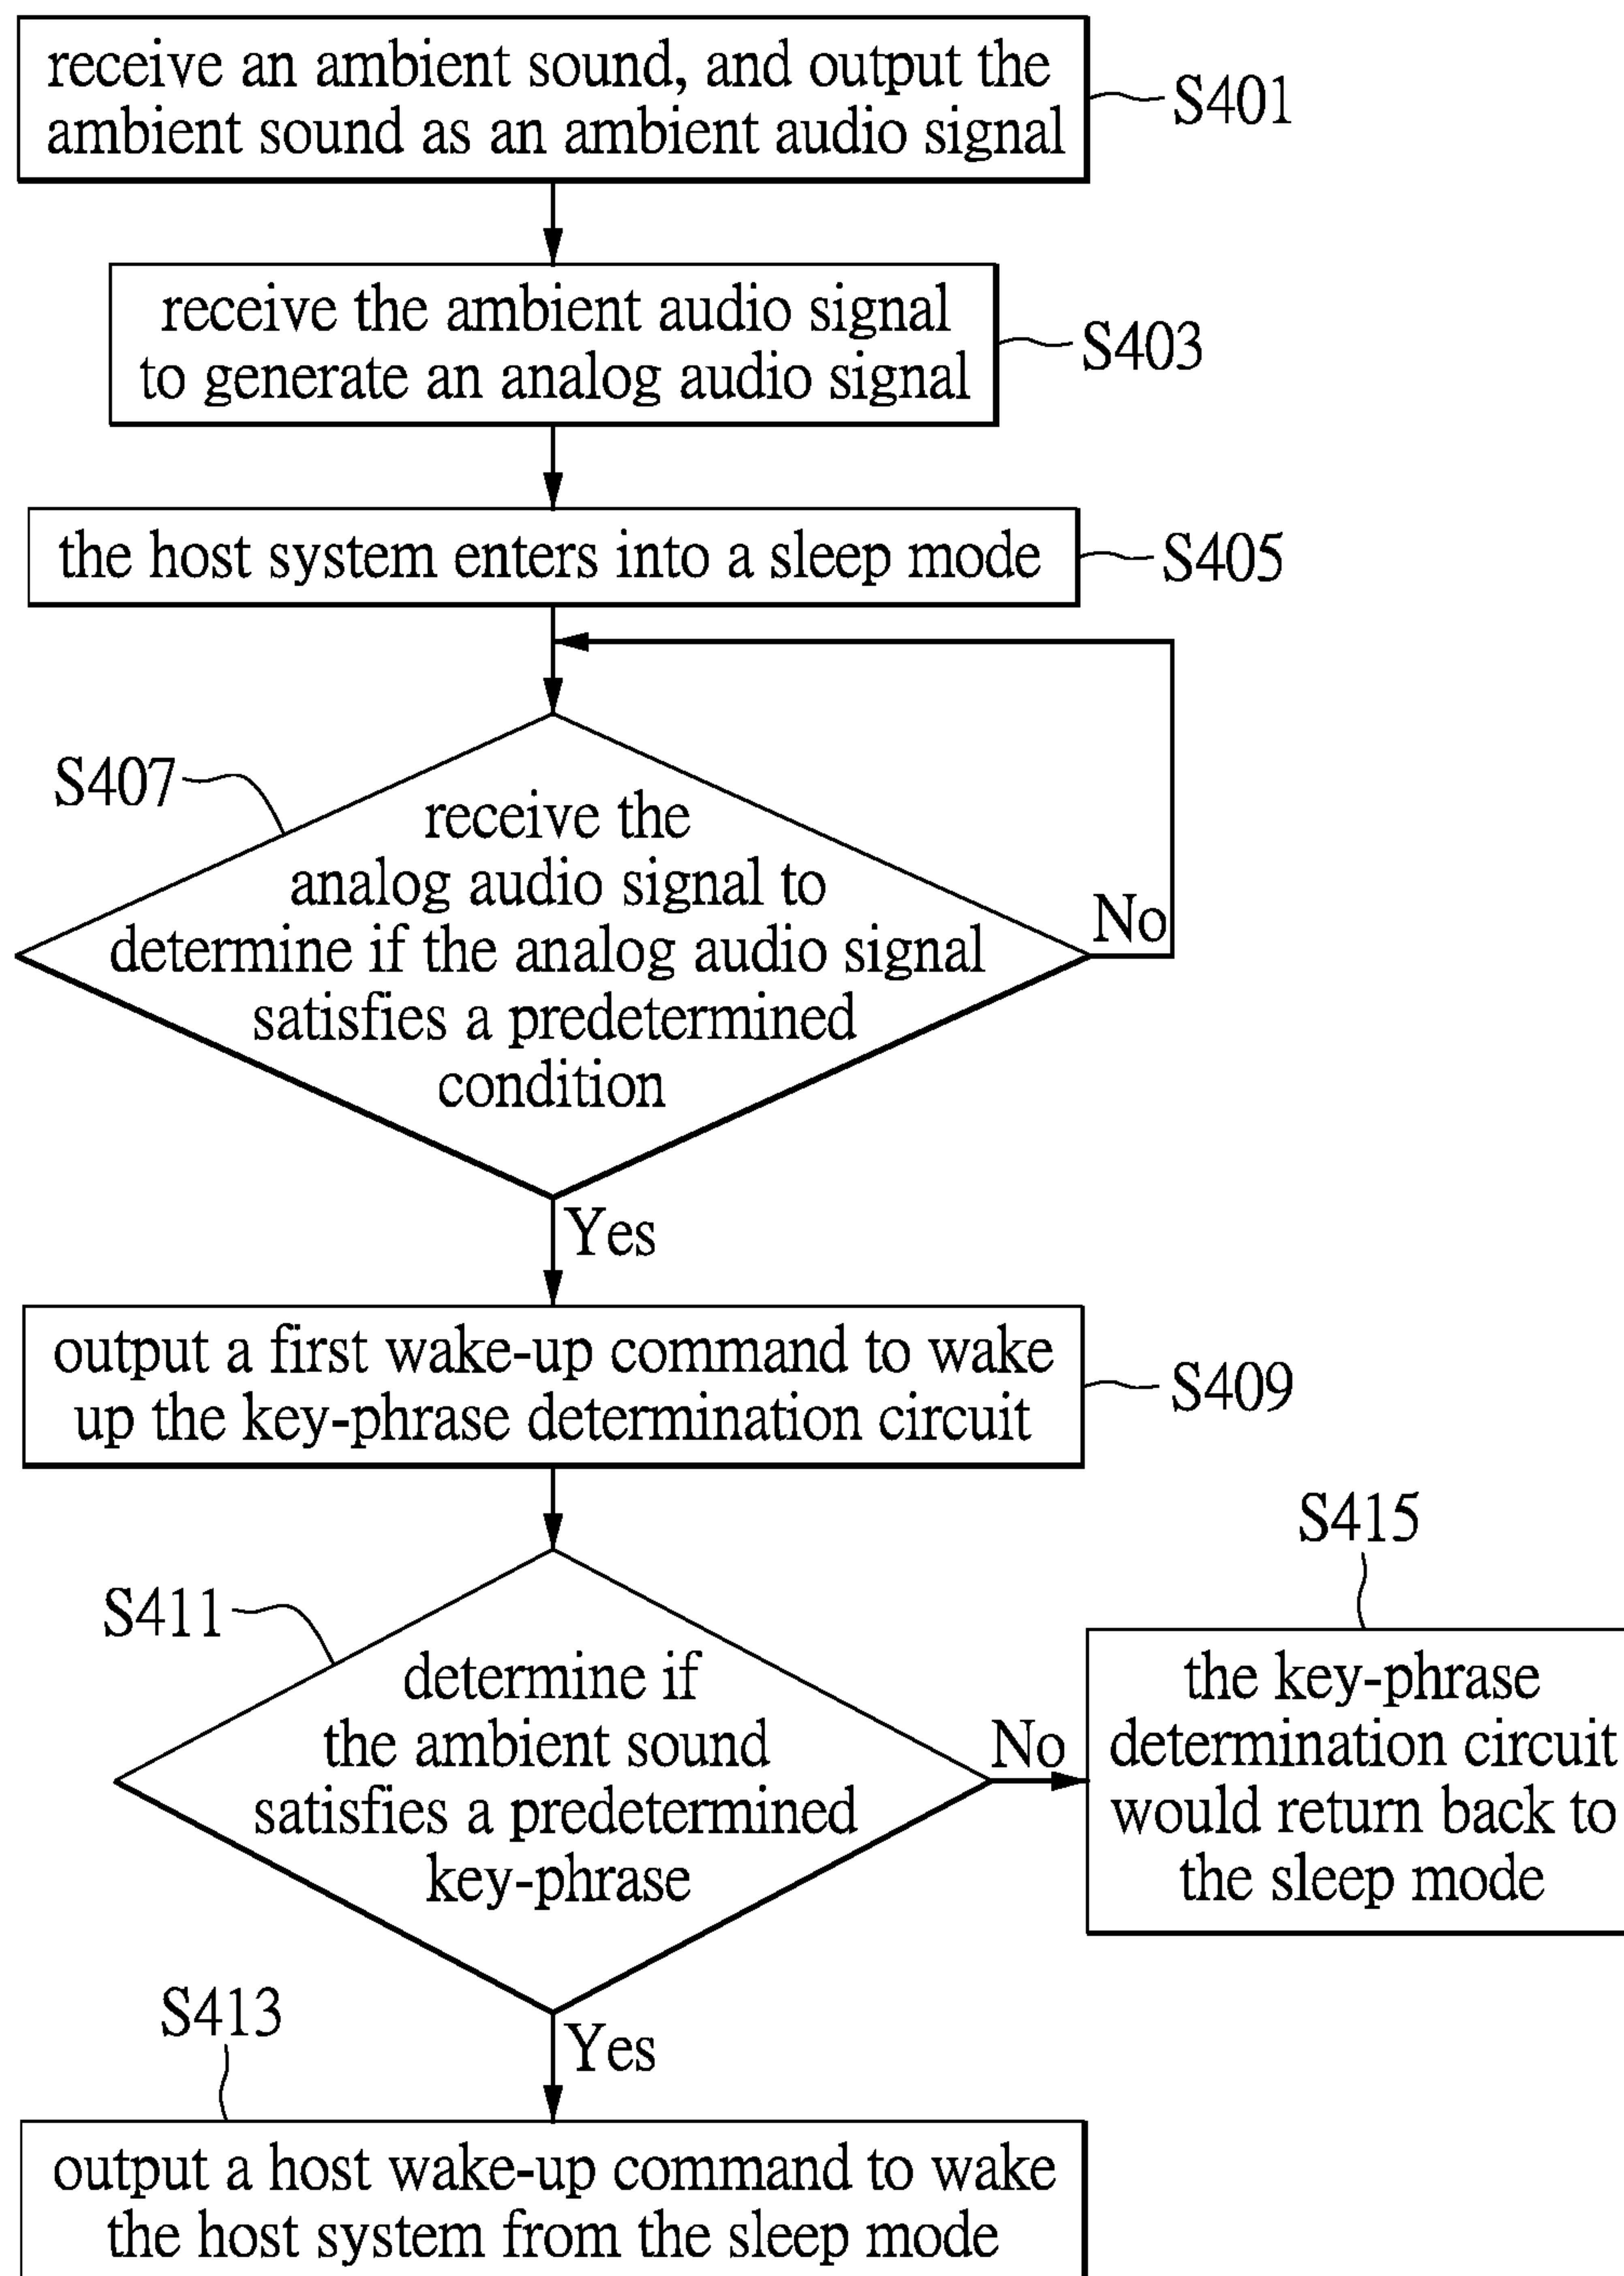 receive an ambient sound, and output the
ambient sound as an ambient audio signal
S401
receive the ambient audio signal
to generate an analog audio signal
S403
the host system enters into a sleep mode
S405
S407
receive the
analog audio signal to
determine if the analog audio signal
satisfies a predetermined
condition
No
Yes
output a first wake-up command to wake
up the key-phrase determination circuit
S409
S411
determine if
the ambient sound
satisfies a predetermined
key-phrase
No
S415
the key-phrase
determination circuit
would return back to
the sleep mode
Yes
S413
output a host wake-up command to wake
the host system from the sleep mode